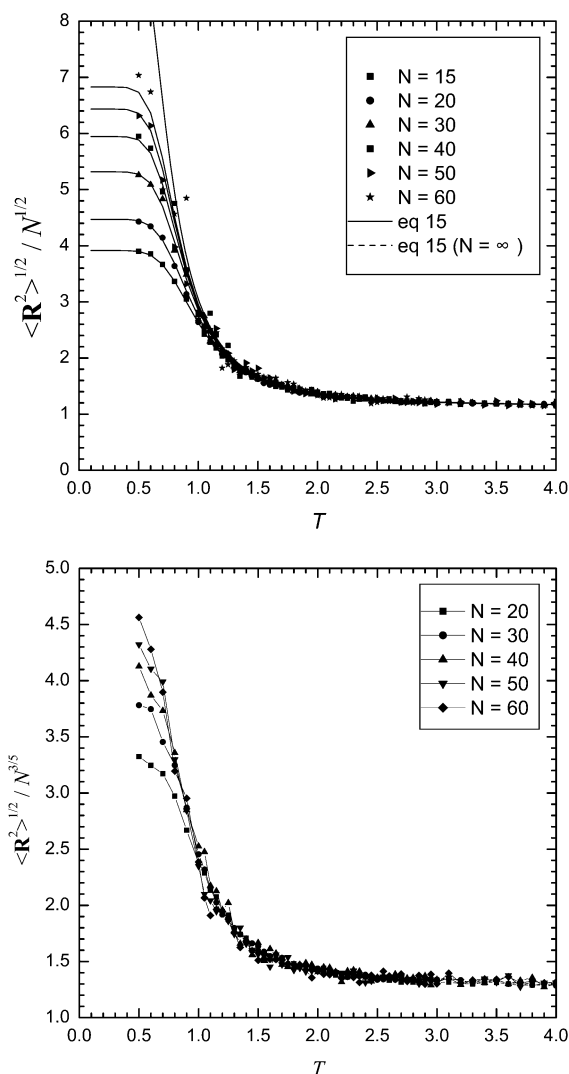 8
7
6
5
4
3
2
1
0
<R²>^1/2 / N^1/2
N = 15
N = 20
N = 30
N = 40
N = 50
N = 60
eq 15
eq 15 (N = ∞ )
0.0 0.5 1.0 1.5 2.0 2.5 3.0 3.5 4.0
T
5.0
4.5
4.0
3.5
3.0
2.5
2.0
1.5
1.0
<R²>^1/2 / N^3/5
N = 20
N = 30
N = 40
N = 50
N = 60
0.0 0.5 1.0 1.5 2.0 2.5 3.0 3.5 4.0
T